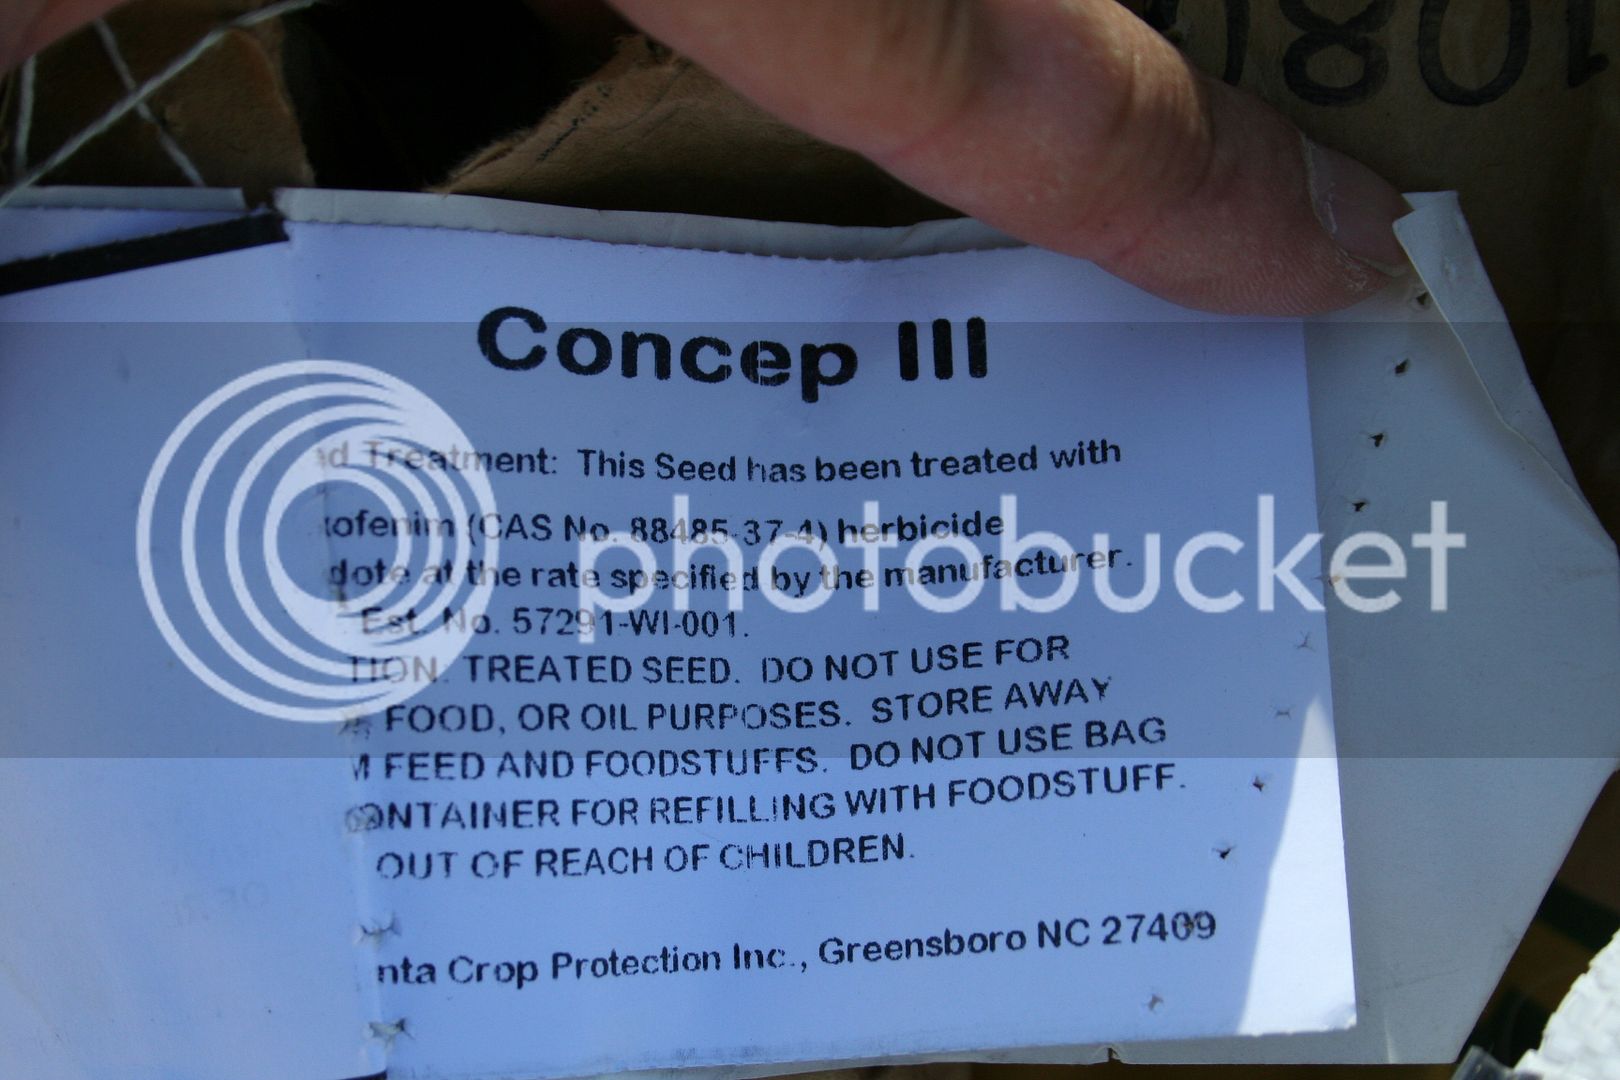 108
Concep III
Treatment: This Seed has been treated with
(CAS No. 88485-37-4) herbicide
at the rate specified by the manufacturer.
Est. No. 57291-WI-001.
TREATED SEED. DO NOT USE FOR
FOOD, OR OIL PURPOSES. STORE AWAY
FEED AND FOODSTUFFS. DO NOT USE BAG
CONTAINER FOR REFILLING WITH FOODSTUFF.
OUT OF REACH OF CHILDREN.
nta Crop Protection Inc., Greensboro NC 27409
photobucket